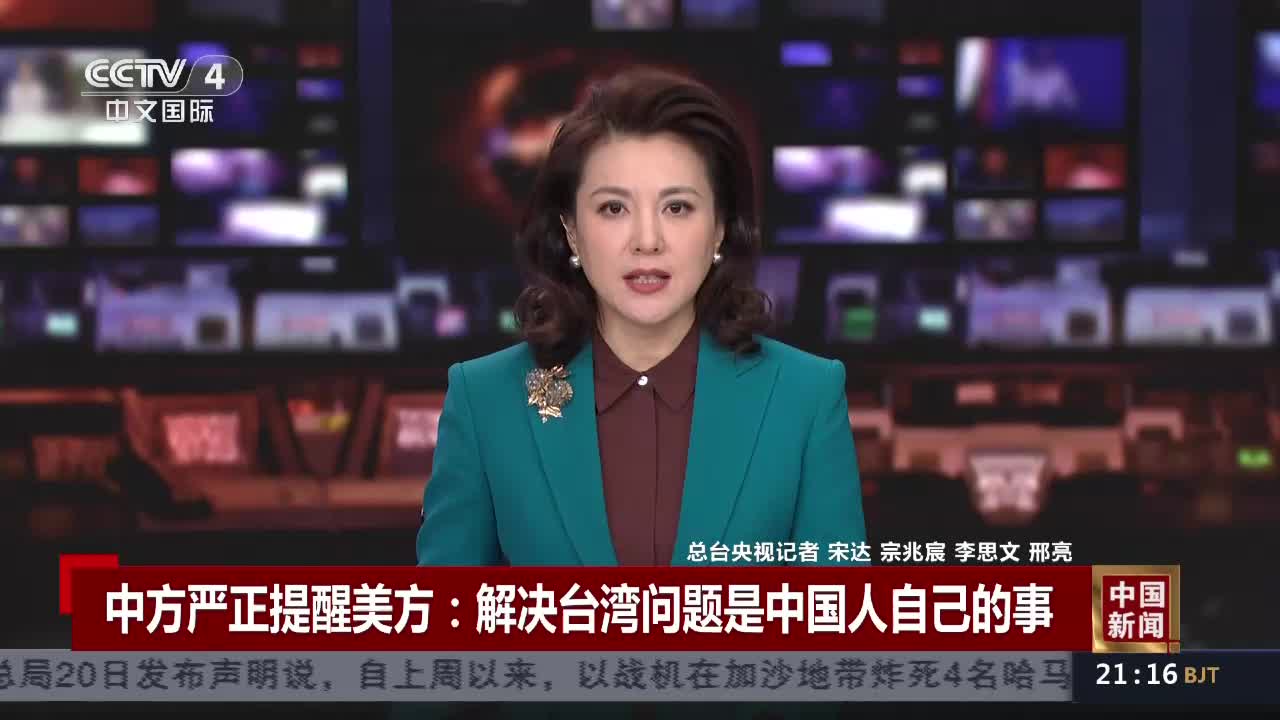 CCTV 4
中文国际
总台央视记者 宋达 宗兆宸 李思文 邢亮
中方严正提醒美方：解决台湾问题是中国人自己的事
中国
新闻
总局20日发布声明说，自上周以来，以战机在加沙地带炸死4名哈马
21:16 BJT